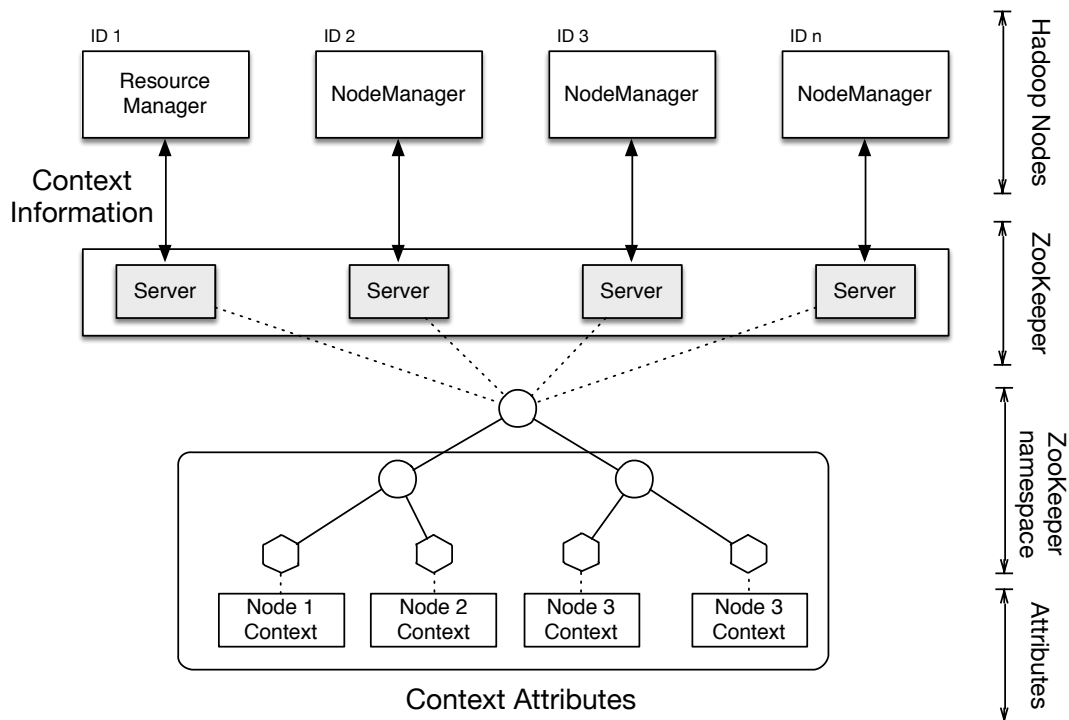 ID 1
ID 2
ID 3
ID n
Resource
Manager
NodeManager
NodeManager
NodeManager
Hadoop Nodes
Context
Information
Server
Server
Server
Server
ZooKeeper
ZooKeeper
namespace
Node 1
Context
Node 2
Context
Node 3
Context
Node 3
Context
Attributes
Context Attributes